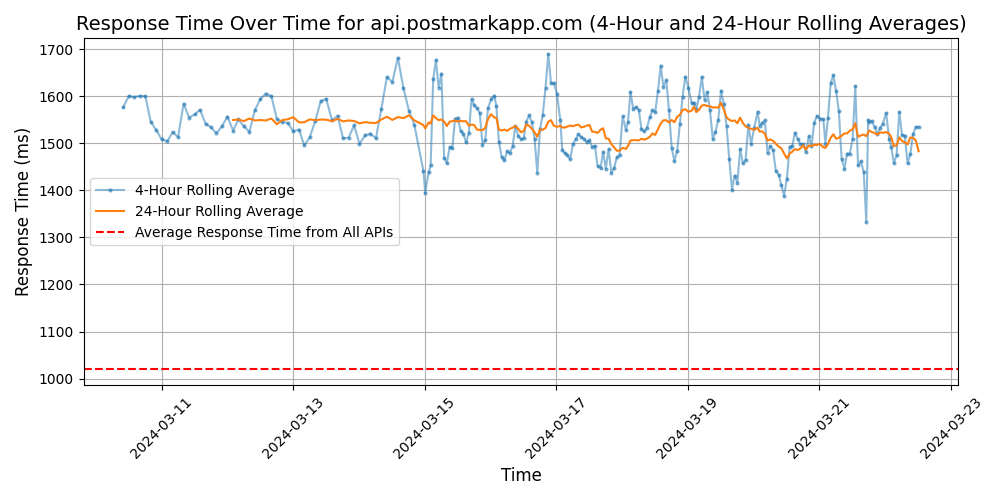 Response Time Over Time for api.postmarkapp.com (4-Hour and 24-Hour Rolling Averages)
Response Time (ms)
1700
1600
1500
1400
1300
1200
1100
1000
4-Hour Rolling Average
24-Hour Rolling Average
Average Response Time from All APIs
2024-03-11
2024-03-13
2024-03-15
2024-03-17
2024-03-19
2024-03-21
2024-03-23
Time